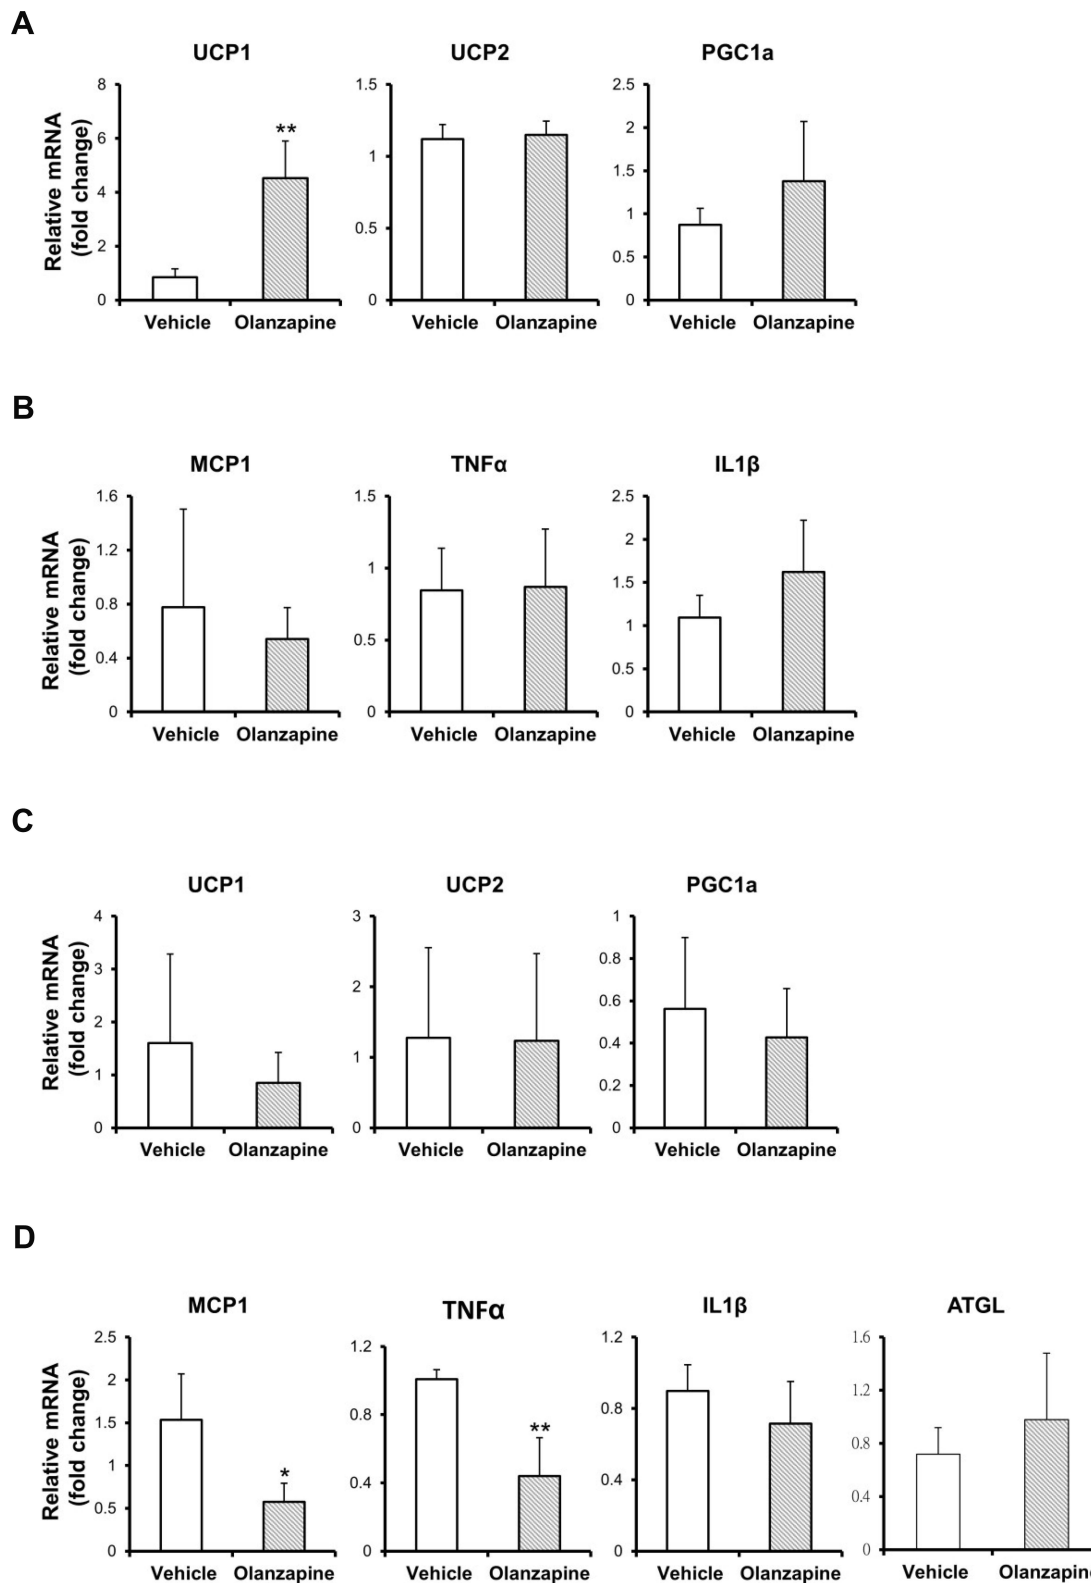 A
UCP1 UCP2 PGC1a
Relative mRNA
(fold change)
8 1.5 2.5
6 1 2
4 0.5 1.5
2 0 1
0 0.5
0
**
Vehicle Olanzapine Vehicle Olanzapine Vehicle Olanzapine
B
MCP1 TNFα IL1β
Relative mRNA
(fold change)
1.6 1.5 2.5
1.2 1 2
0.8 0.5 1.5
0.4 0 1
0 0.5
0
Vehicle Olanzapine Vehicle Olanzapine Vehicle Olanzapine
C
UCP1 UCP2 PGC1a
Relative mRNA
(fold change)
4 3 1
3 2 0.8
2 1 0.6
1 0 0.4
0 0.2
0
Vehicle Olanzapine Vehicle Olanzapine Vehicle Olanzapine
D
MCP1 TNFα IL1β ATGL
Relative mRNA
(fold change)
2.5 1.2 1.2 1.6
2 0.8 0.8 1.2
1.5 0.4 0.4 0.8
1 0 0 0.4
0.5 0
0
* **
Vehicle Olanzapine Vehicle Olanzapine Vehicle Olanzapine Vehicle Olanzapine